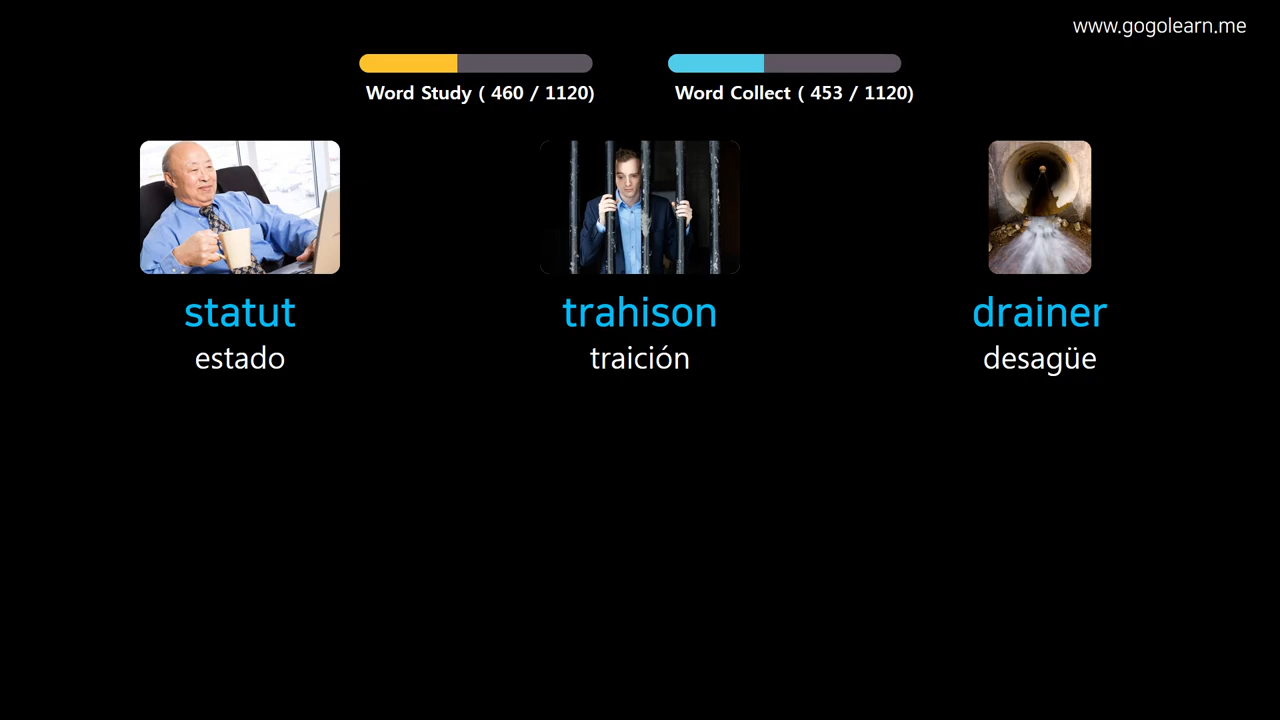 www.gogolearn.me
Word Study ( 460 / 1120)
Word Collect ( 453 / 1120)
statut
trahison
drainer
estado
traición
desagüe